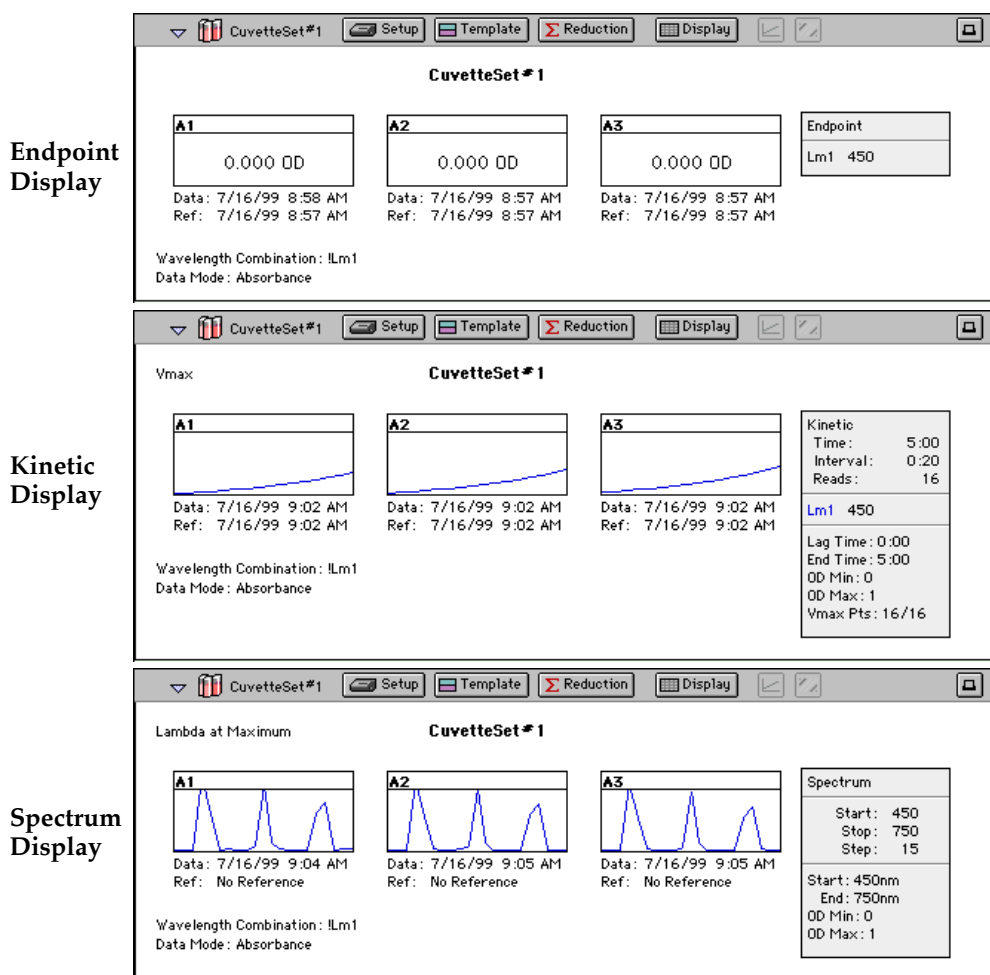 CuvetteSet#1 Setup Template Reduction Display
CuvetteSet#1
Endpoint
Display
A1 A2 A3
0.000 OD 0.000 OD 0.000 OD
Data: 7/16/99 8:58 AM Data: 7/16/99 8:57 AM Data: 7/16/99 8:57 AM
Ref: 7/16/99 8:57 AM Ref: 7/16/99 8:57 AM Ref: 7/16/99 8:57 AM
Endpoint
Lm1 450
Wavelength Combination: !Lm1
Data Mode: Absorbance
CuvetteSet#1 Setup Template Reduction Display
Vmax
CuvetteSet#1
Kinetic
Display
A1 A2 A3
Data: 7/16/99 9:02 AM Data: 7/16/99 9:02 AM Data: 7/16/99 9:02 AM
Ref: 7/16/99 9:02 AM Ref: 7/16/99 9:02 AM Ref: 7/16/99 9:02 AM
Kinetic
Time: 5:00
Interval: 0:20
Reads: 16
Lm1 450
Lag Time: 0:00
End Time: 5:00
OD Min: 0
OD Max: 1
Vmax Pts: 16/16
Wavelength Combination: !Lm1
Data Mode: Absorbance
CuvetteSet#1 Setup Template Reduction Display
Lambda at Maximum
CuvetteSet#1
Spectrum
Display
A1 A2 A3
Data: 7/16/99 9:04 AM Data: 7/16/99 9:05 AM Data: 7/16/99 9:05 AM
Ref: No Reference Ref: No Reference Ref: No Reference
Spectrum
Start: 450
Stop: 750
Step: 15
Start: 450nm
End: 750nm
OD Min: 0
OD Max: 1
Wavelength Combination: !Lm1
Data Mode: Absorbance